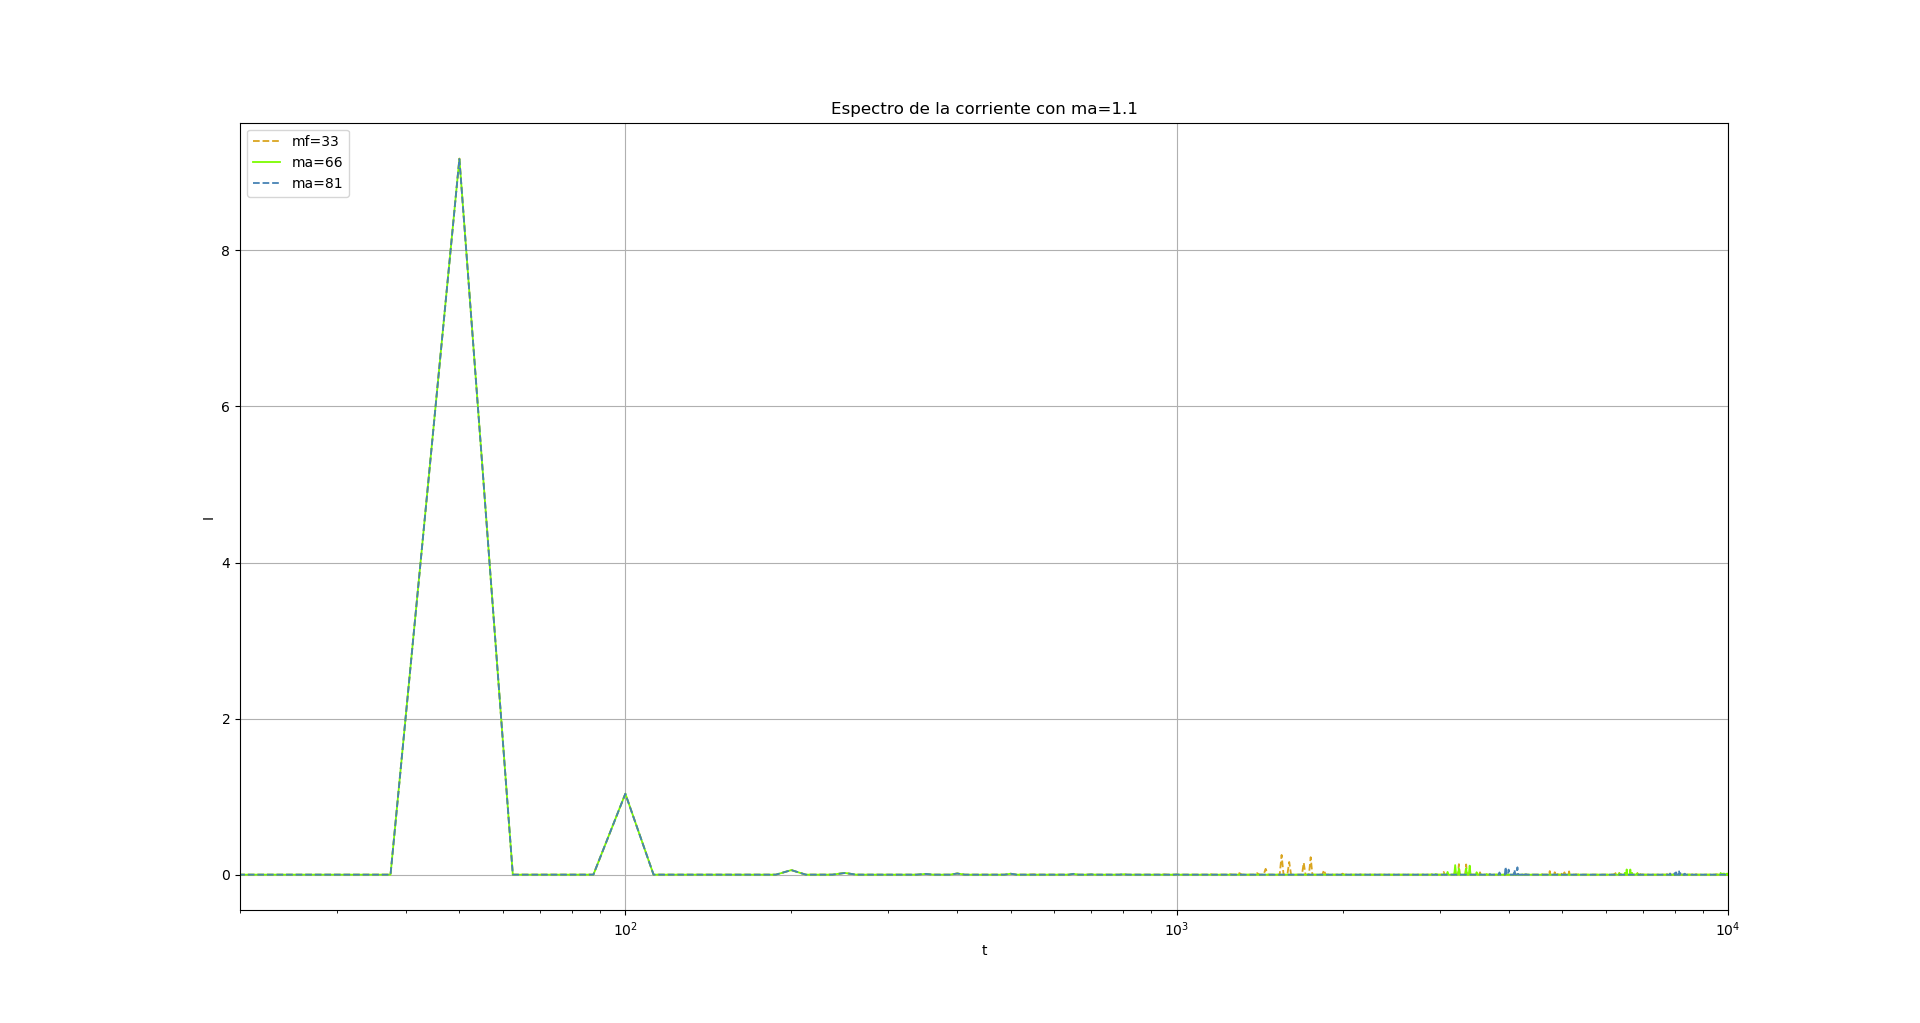 Espectro de la corriente con ma=1.1
mf=33
ma=66
ma=81
8
6
4
2
0
I
10²
10³
10⁴
t